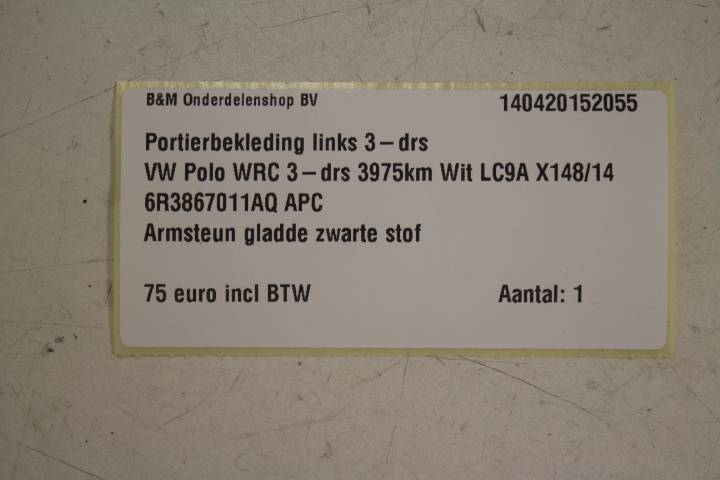 B&M Onderdelenshop BV 140420152055
Portierbekleding links 3-drs
VW Polo WRC 3-drs 3975km Wit LC9A X148/14
6R3867011AQ APC
Armsteun gladde zwarte stof
75 euro incl BTW Aantal: 1